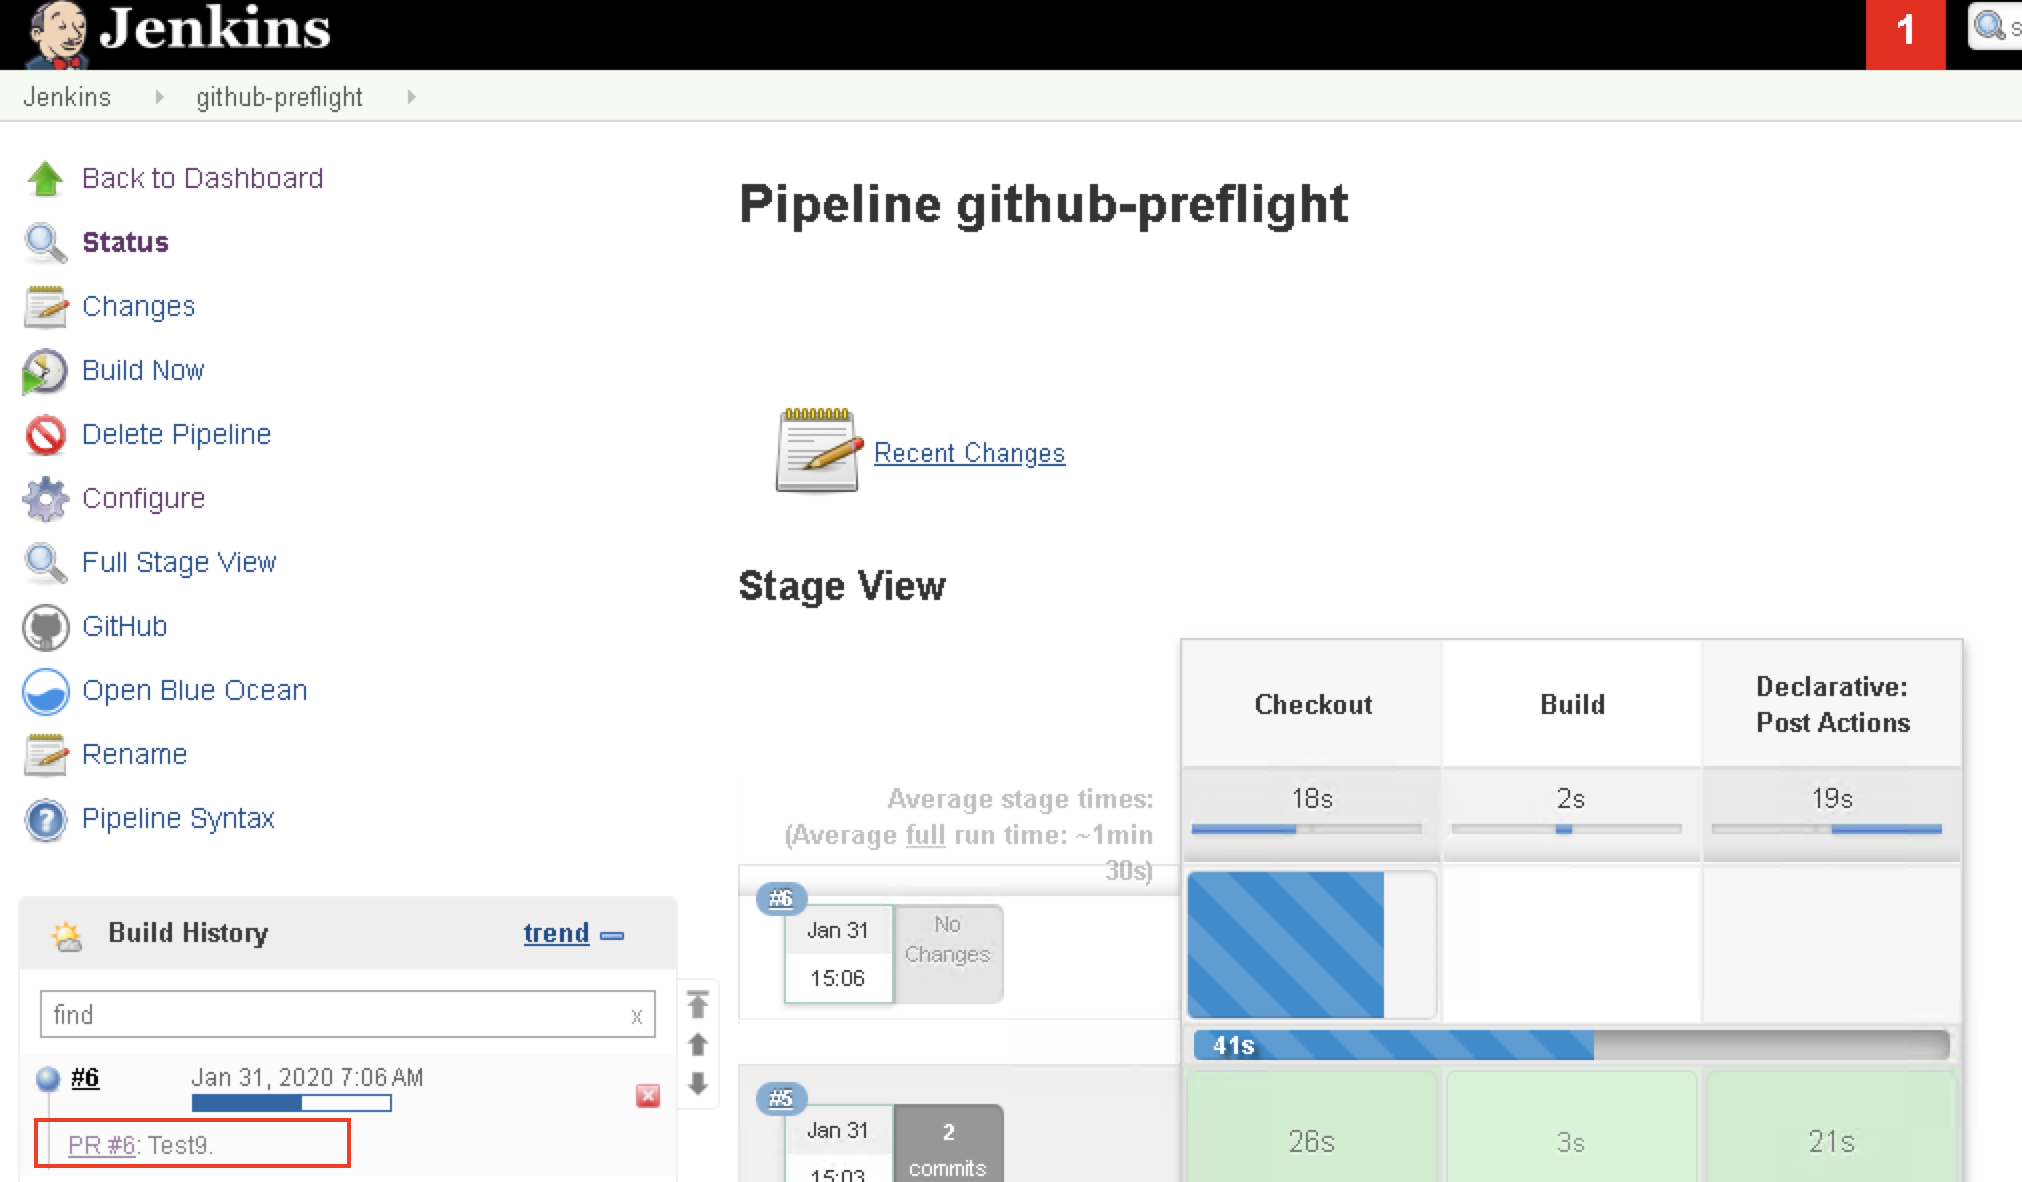 Jenkins
1
s
Jenkins
github-preflight
Back to Dashboard
Status
Changes
Build Now
Delete Pipeline
Configure
Full Stage View
GitHub
Open Blue Ocean
Rename
Pipeline Syntax
Build History
trend
find
x
#6
Jan 31, 2020 7:06 AM
PR #6: Test9.
Pipeline github-preflight
Recent Changes
Stage View
Checkout
Build
Declarative:
Post Actions
Average stage times:
(Average full run time: ~1min
30s)
18s
2s
19s
#6
Jan 31
15:06
No
Changes
41s
#5
Jan 31
15:03
2
commits
26s
3s
21s